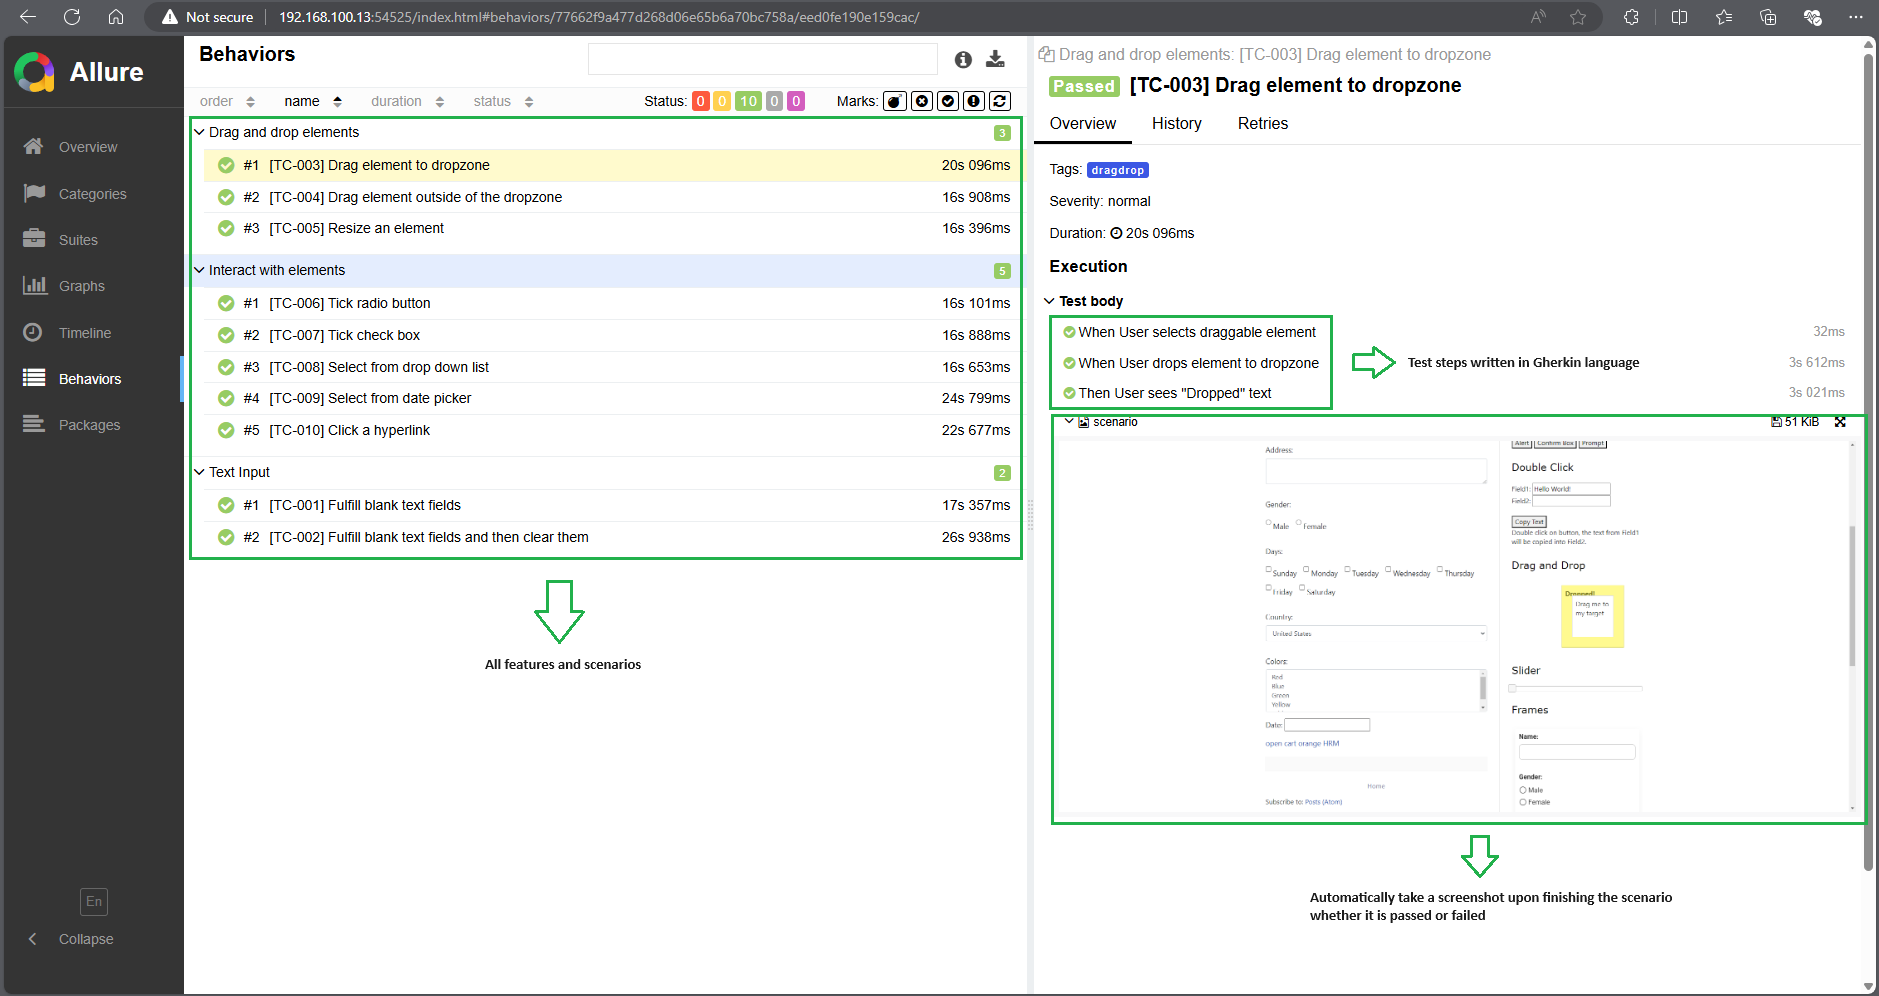 Not secure
192.168.100.13:54525/index.html#behaviors/77662f9a477d268d06e65b6a70bc758a/eed0fe190e159cac/
Allure
Overview
Categories
Suites
Graphs
Timeline
Behaviors
Packages
En
Collapse
Behaviors
order name duration status Status: 0 0 10 0 0 Marks:
Drag and drop elements 3
#1 [TC-003] Drag element to dropzone 20s 096ms
#2 [TC-004] Drag element outside of the dropzone 16s 908ms
#3 [TC-005] Resize an element 16s 396ms
Interact with elements 5
#1 [TC-006] Tick radio button 16s 101ms
#2 [TC-007] Tick check box 16s 888ms
#3 [TC-008] Select from drop down list 16s 653ms
#4 [TC-009] Select from date picker 24s 799ms
#5 [TC-010] Click a hyperlink 22s 677ms
Text Input 2
#1 [TC-001] Fulfill blank text fields 17s 357ms
#2 [TC-002] Fulfill blank text fields and then clear them 26s 938ms
All features and scenarios
Drag and drop elements: [TC-003] Drag element to dropzone
Passed [TC-003] Drag element to dropzone
Overview History Retries
Tags: dragdrop
Severity: normal
Duration: 20s 096ms
Execution
Test body
When User selects draggable element 32ms
When User drops element to dropzone 3s 612ms
Then User sees "Dropped" text 3s 021ms
Test steps written in Gherkin language
scenario 51 KiB
Address:
Gender:
Male Female
Days:
Sunday Monday Tuesday Wednesday Thursday
Friday Saturday
Country:
United States
Colors:
Red
Blue
Green
Yellow
Date:
open cart orange HRM
Home
Subscribe to: Posts (Atom)
Alert Confirm Box Prompt
Double Click
Field1: Hello World!
Field2:
Copy Text
Double click on button, the text from Field1
will be copied into Field2.
Drag and Drop
Dropped!
Drag me to
my target
Slider
Frames
Name:
Gender:
Male
Female
Automatically take a screenshot upon finishing the scenario
whether it is passed or failed